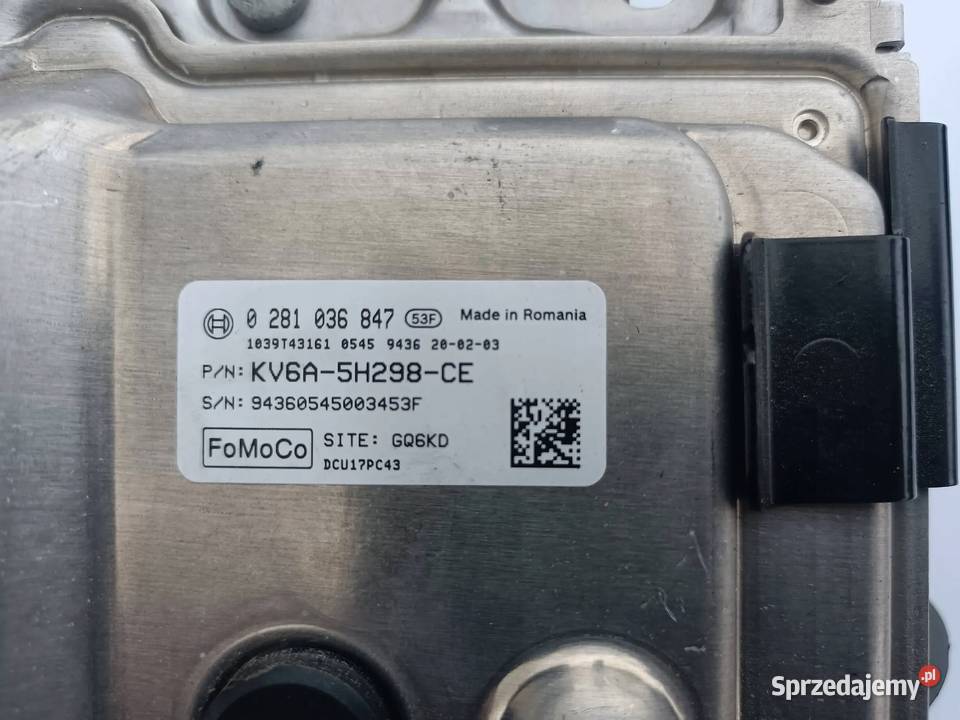 0 281 036 847 53F Made in Romania
1039T43161 0545 9436 20-02-03
P/N: KV6A-5H298-CE
S/N: 94360545003453F
FoMoCo SITE: GQ6KD
DCU17PC43
Sprzedajemy.pl